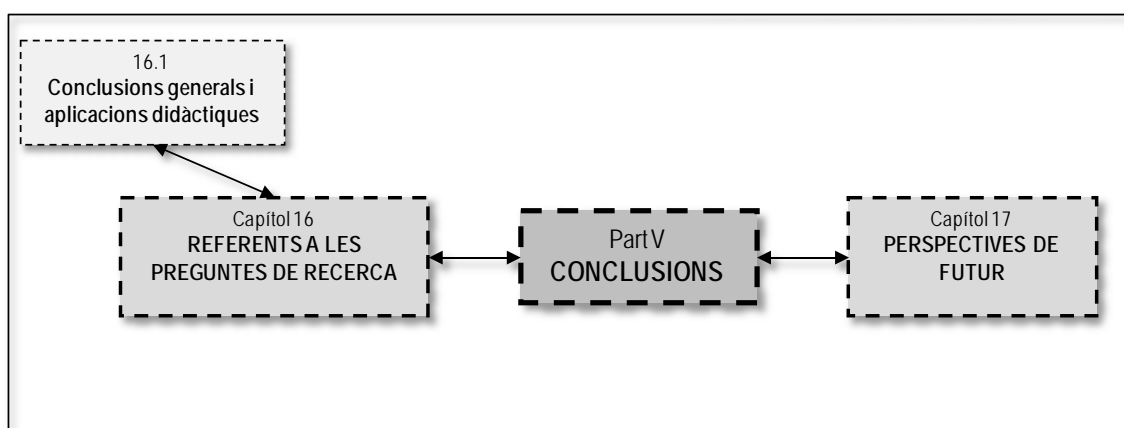 16.1
Conclusions generals i
aplicacions didàctiques
Capítol 16
REFERENTS A LES
PREGUNTES DE RECERCA
Part V
CONCLUSIONS
Capítol 17
PERSPECTIVES DE
FUTUR